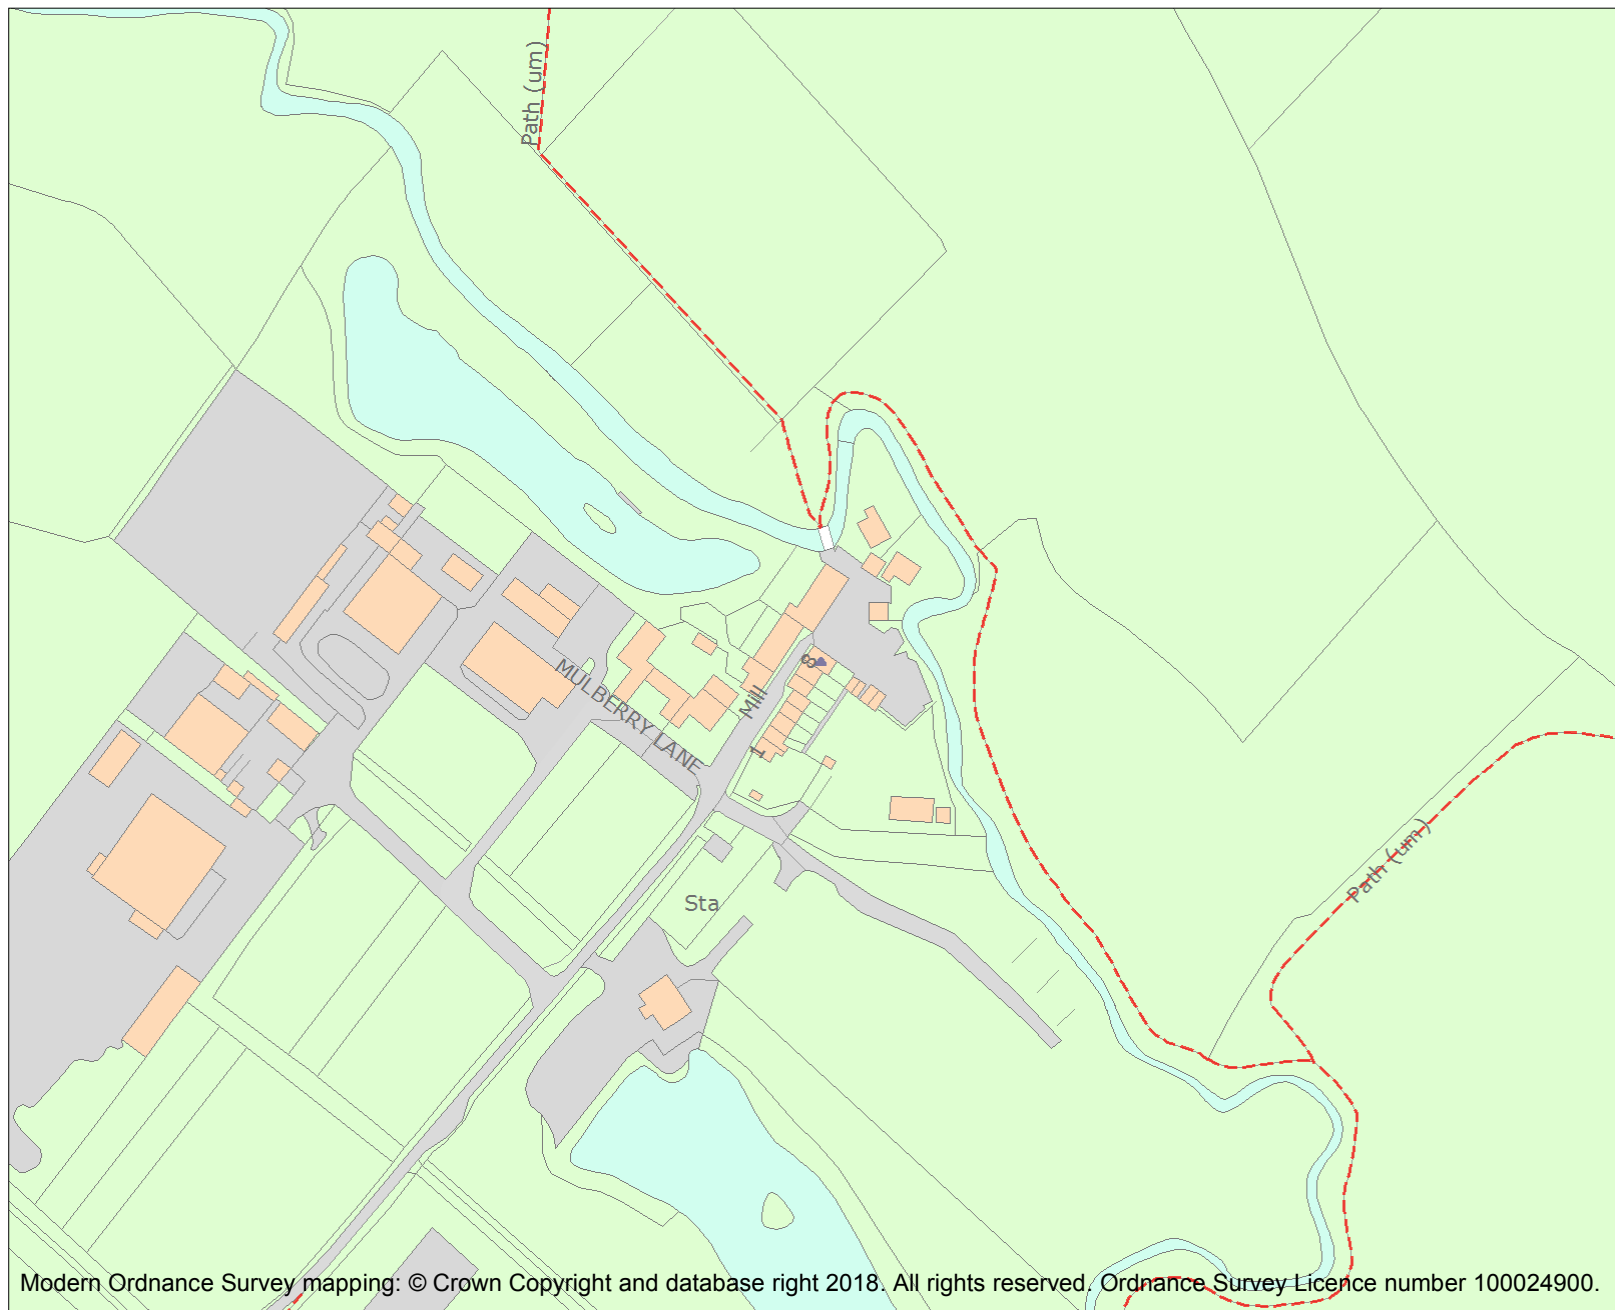 Path (um)
MULBERRY LANE
8
Mill
1
Sta
Path (um)
Modern Ordnance Survey mapping: © Crown Copyright and database right 2018. All rights reserved. Ordnance Survey Licence number 100024900.